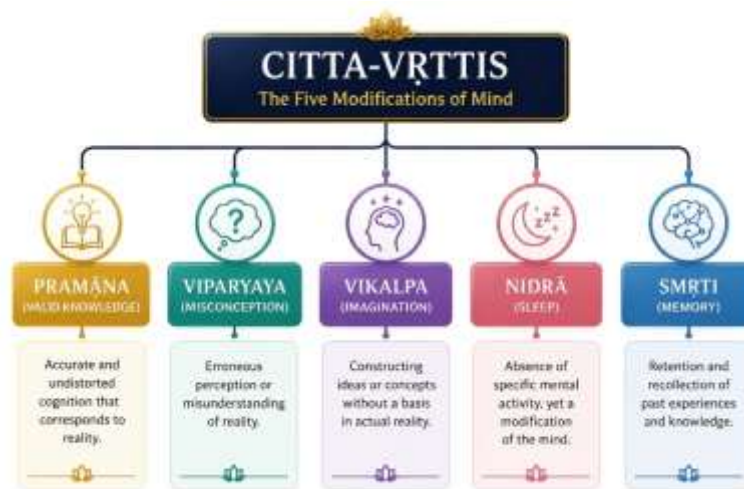 CITTA-VṚTTIS
The Five Modifications of Mind
?
z z z
PRAMĀNA
(VALID KNOWLEDGE)
Accurate and
undistorted
cognition that
corresponds to
reality.
VIPARYAYA
(MISCONCEPTION)
Erroneous
perception or
misunderstanding
of reality.
VIKALPA
(IMAGINATION)
Constructing
ideas or concepts
without a basis
in actual reality.
NIDRĀ
(SLEEP)
Absence of
specific mental
activity, yet a
modification
of the mind.
SMRTI
(MEMORY)
Retention and
recollection of
past experiences
and knowledge.